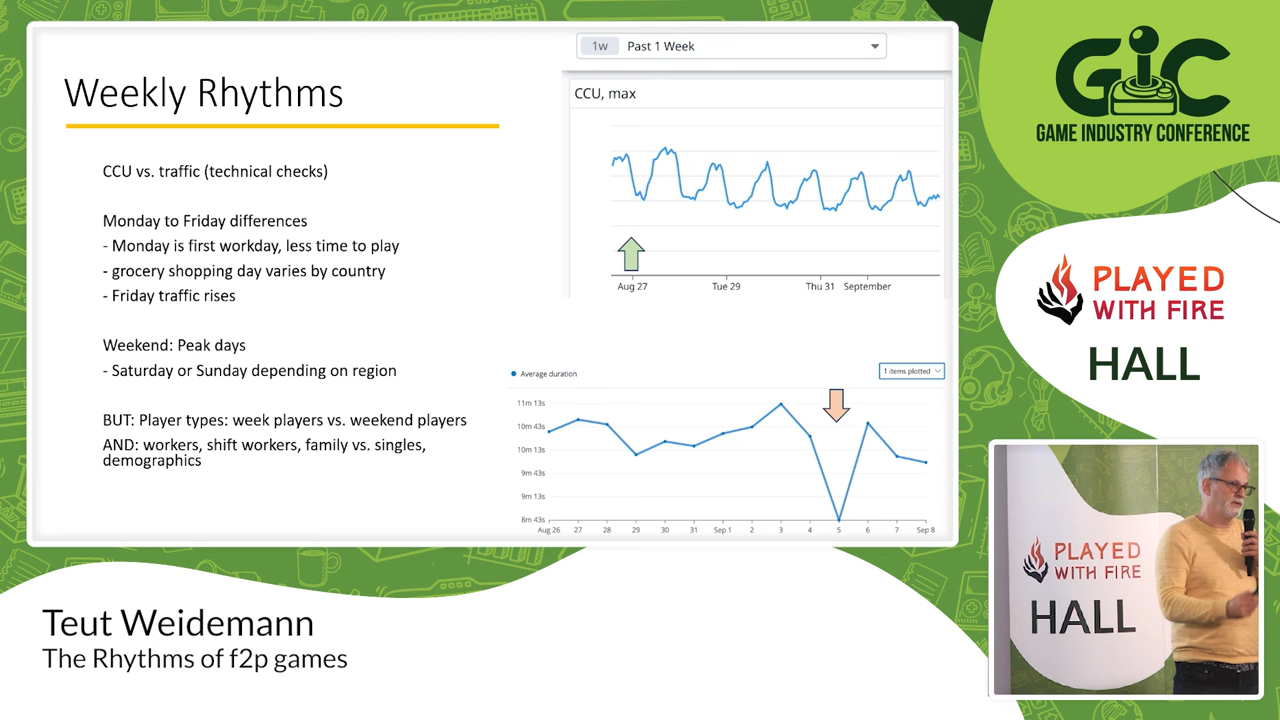 Weekly Rhythms
CCU vs. traffic (technical checks)
Monday to Friday differences
- Monday is first workday, less time to play
- grocery shopping day varies by country
- Friday traffic rises
Weekend: Peak days
- Saturday or Sunday depending on region
BUT: Player types: week players vs. weekend players
AND: workers, shift workers, family vs. singles,
demographics
1w Past 1 Week
CCU, max
Aug 27 Tue 29 Thu 31 September
Average duration
1 items plotted
11m 13s
10m 43s
10m 13s
9m 43s
9m 13s
8m 43s
Aug 26 27 28 29 30 31 Sep 1 2 3 4 5 6 7 Sep 8
GIC
GAME INDUSTRY CONFERENCE
PLAYED
WITH FIRE
HALL
PLAYED
WITH FIRE
HALL
Teut Weidemann
The Rhythms of f2p games